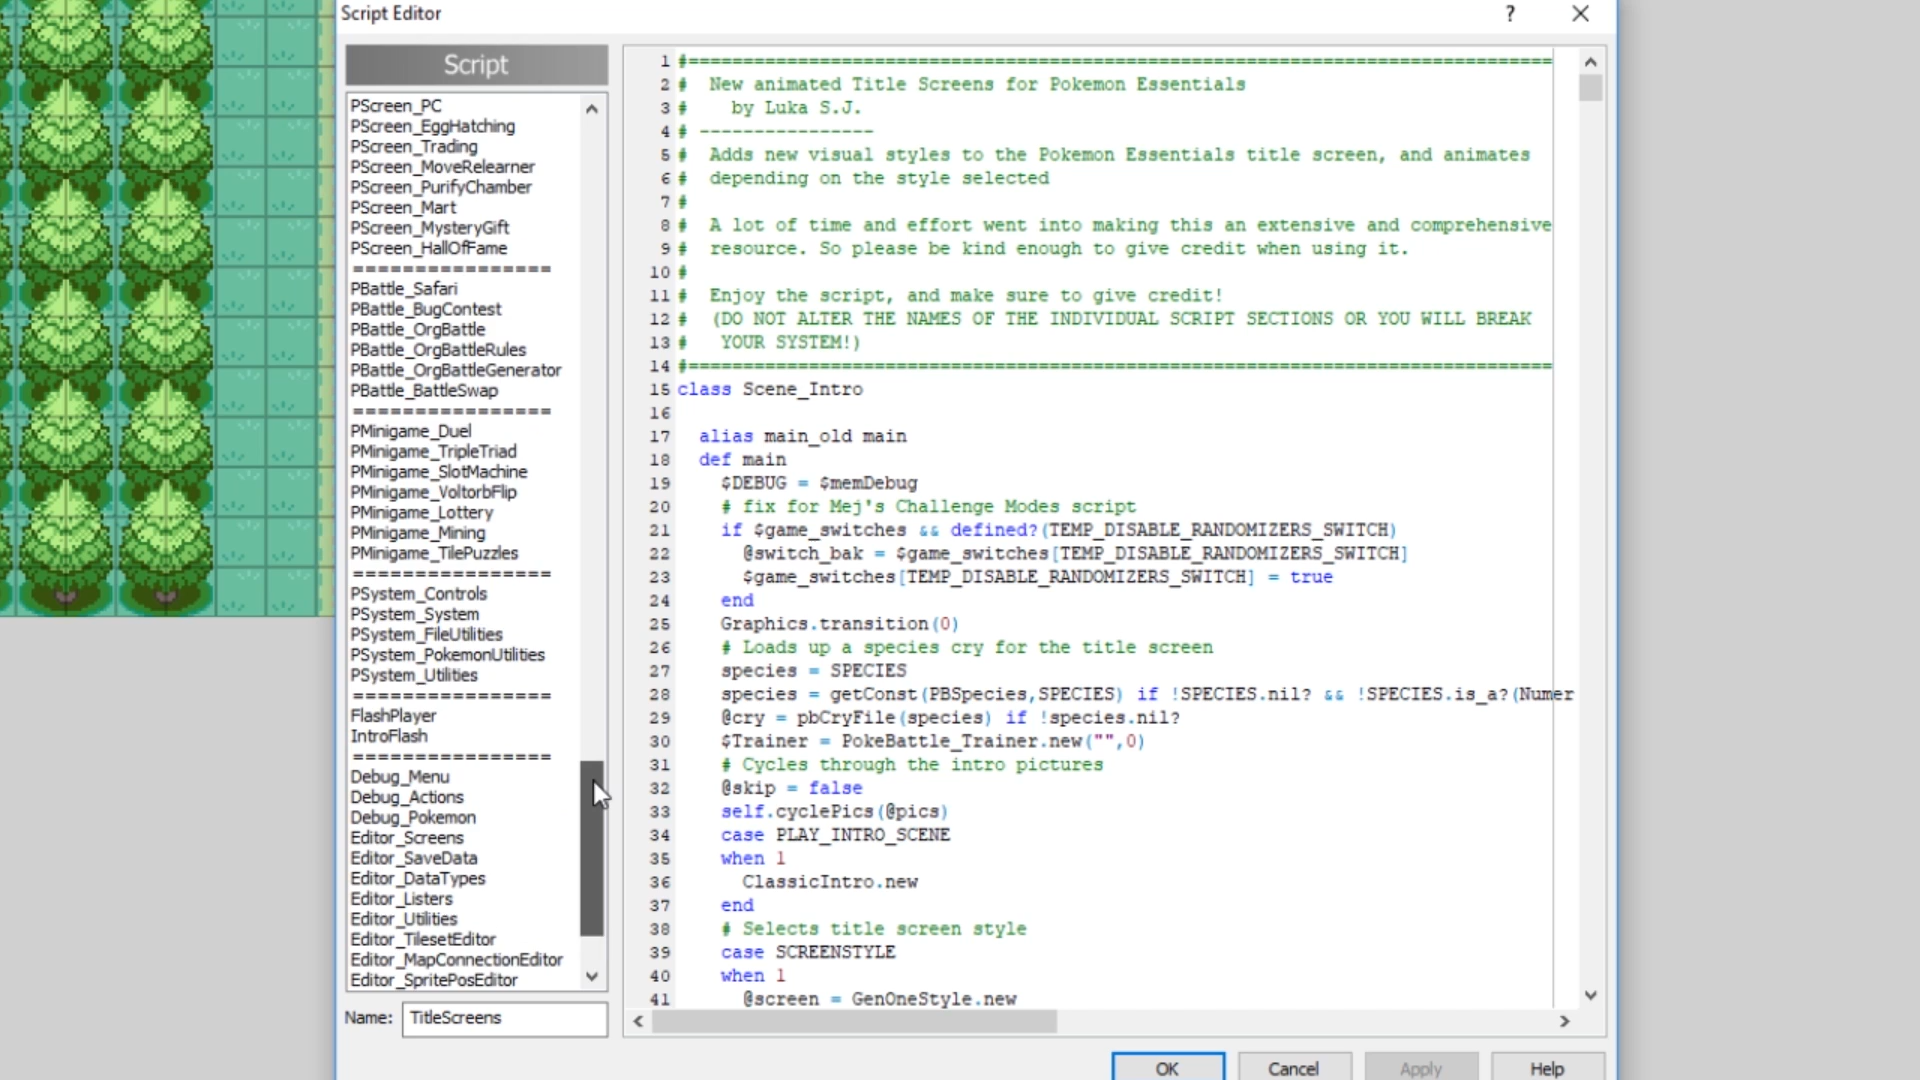 Script Editor
?
Script
PScreen_PC
PScreen_EggHatching
PScreen_Trading
PScreen_MoveRelearner
PScreen_PurifyChamber
PScreen_Mart
PScreen_MysteryGift
PScreen_HallOfFame
================
PBattle_Safari
PBattle_BugContest
PBattle_OrgBattle
PBattle_OrgBattleRules
PBattle_OrgBattleGenerator
PBattle_BattleSwap
================
PMinigame_Duel
PMinigame_TripleTriad
PMinigame_SlotMachine
PMinigame_VoltorbFlip
PMinigame_Lottery
PMinigame_Mining
PMinigame_TilePuzzles
================
PSystem_Controls
PSystem_System
PSystem_FileUtilities
PSystem_PokemonUtilities
PSystem_Utilities
================
FlashPlayer
IntroFlash
================
Debug_Menu
Debug_Actions
Debug_Pokemon
Editor_Screens
Editor_SaveData
Editor_DataTypes
Editor_Listers
Editor_Utilities
Editor_TilesetEditor
Editor_MapConnectionEditor
Editor_SpritePosEditor
Name: TitleScreens
1 #===============================================================================
2 #  New animated Title Screens for Pokemon Essentials
3 #    by Luka S.J.
4 # ----------------
5 #  Adds new visual styles to the Pokemon Essentials title screen, and animates
6 #  depending on the style selected
7 #
8 #  A lot of time and effort went into making this an extensive and comprehensive
9 #  resource. So please be kind enough to give credit when using it.
10 #
11 #  Enjoy the script, and make sure to give credit!
12 #  (DO NOT ALTER THE NAMES OF THE INDIVIDUAL SCRIPT SECTIONS OR YOU WILL BREAK
13 #   YOUR SYSTEM!)
14 #===============================================================================
15 class Scene_Intro
16
17   alias main_old main
18   def main
19     $DEBUG = $memDebug
20     # fix for Mej's Challenge Modes script
21     if $game_switches && defined?(TEMP_DISABLE_RANDOMIZERS_SWITCH)
22       @switch_bak = $game_switches[TEMP_DISABLE_RANDOMIZERS_SWITCH]
23       $game_switches[TEMP_DISABLE_RANDOMIZERS_SWITCH] = true
24     end
25     Graphics.transition(0)
26     # Loads up a species cry for the title screen
27     species = SPECIES
28     species = getConst(PBSpecies,SPECIES) if !SPECIES.nil? && !SPECIES.is_a?(Numer
29     @cry = pbCryFile(species) if !species.nil?
30     $Trainer = PokeBattle_Trainer.new("",0)
31     # Cycles through the intro pictures
32     @skip = false
33     self.cyclePics(@pics)
34     case PLAY_INTRO_SCENE
35     when 1
36       ClassicIntro.new
37     end
38     # Selects title screen style
39     case SCREENSTYLE
40     when 1
41       @screen = GenOneStyle.new
OK
Cancel
Apply
Help